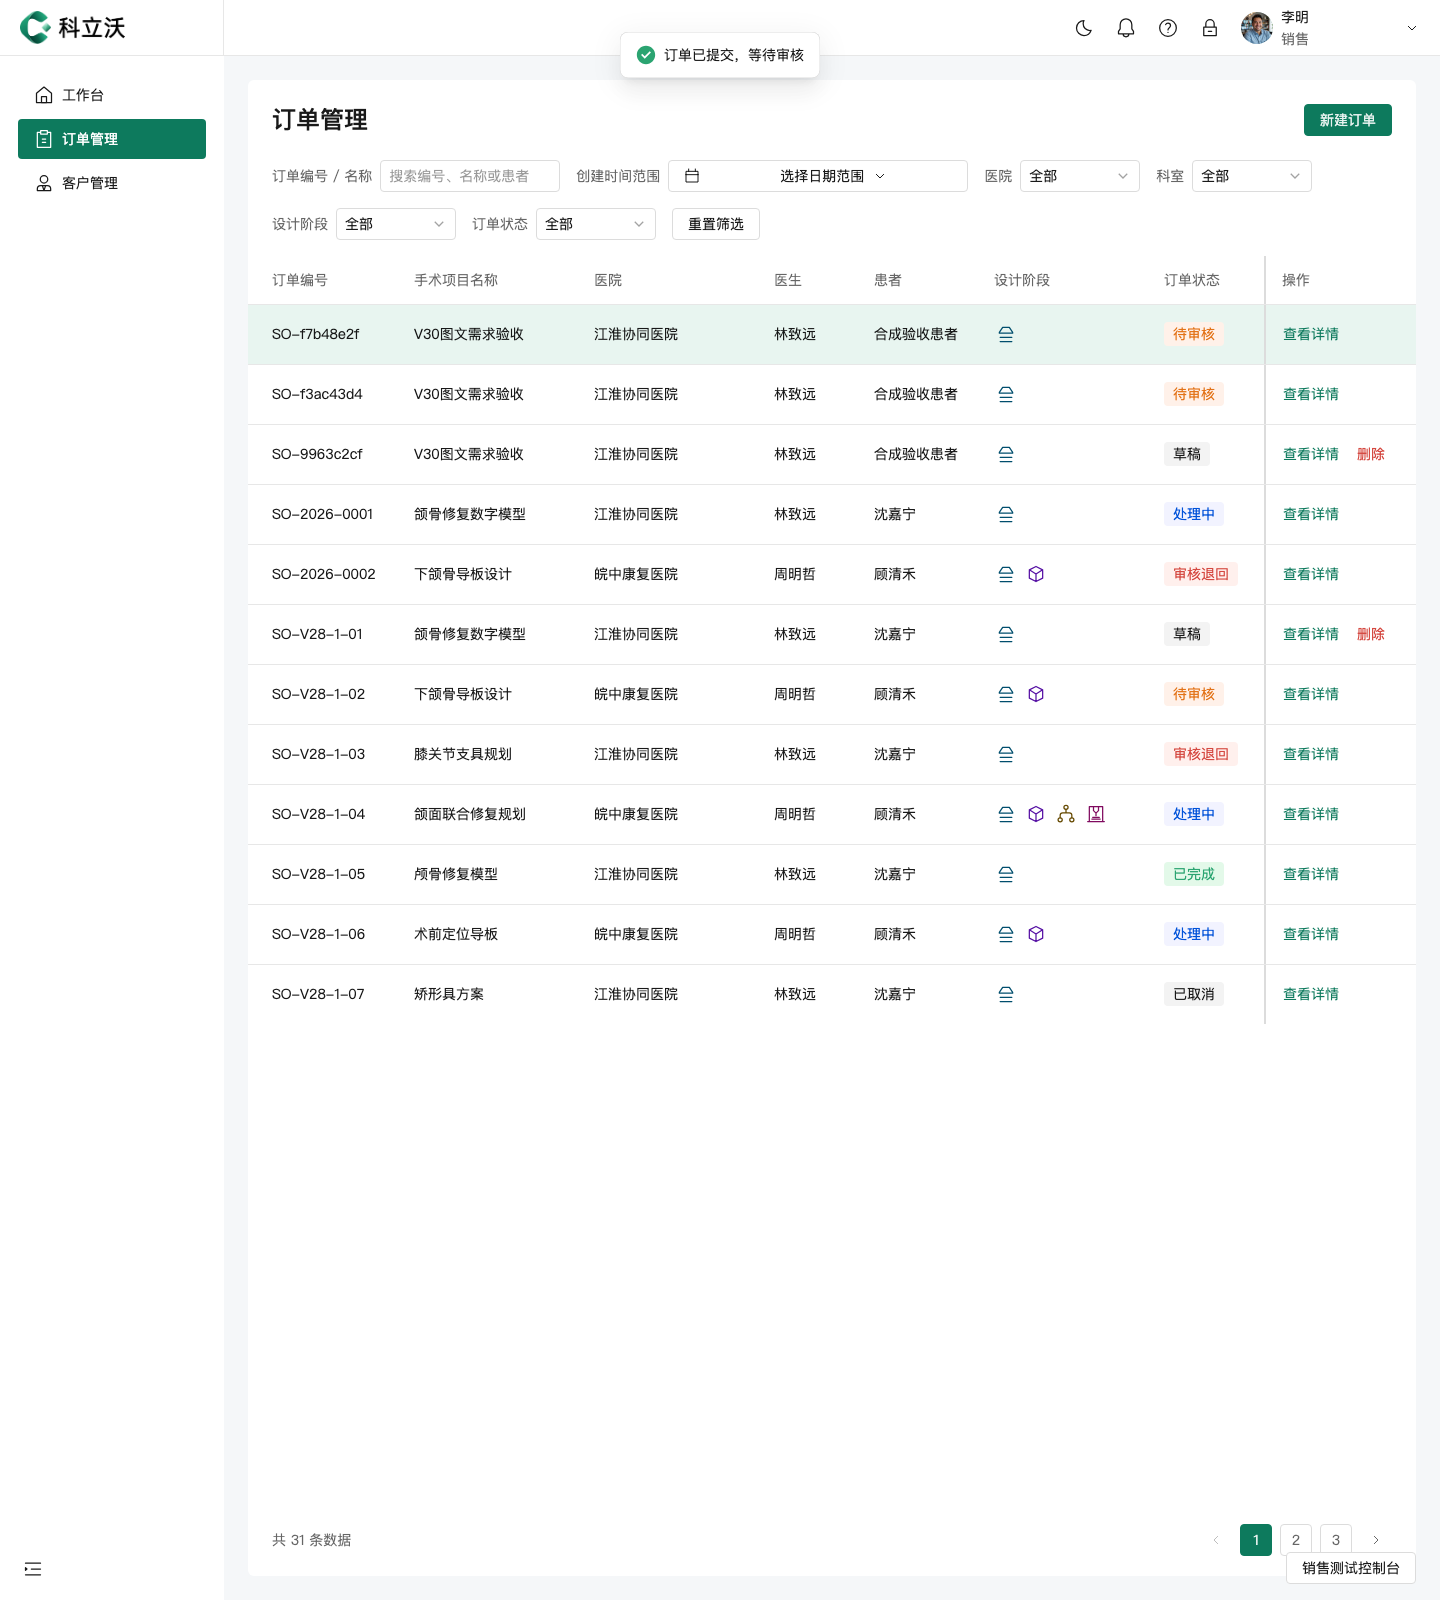 科立沃
李明
销售
订单已提交，等待审核
工作台
订单管理
客户管理
订单管理
新建订单
订单编号 / 名称 搜索编号、名称或患者 创建时间范围 选择日期范围 医院 全部 科室 全部
设计阶段 全部 订单状态 全部 重置筛选
订单编号 手术项目名称 医院 医生 患者 设计阶段 订单状态 操作
SO-f7b48e2f V30图文需求验收 江淮协同医院 林致远 合成验收患者 待审核 查看详情
SO-f3ac43d4 V30图文需求验收 江淮协同医院 林致远 合成验收患者 待审核 查看详情
SO-9963c2cf V30图文需求验收 江淮协同医院 林致远 合成验收患者 草稿 查看详情 删除
SO-2026-0001 颌骨修复数字模型 江淮协同医院 林致远 沈嘉宁 处理中 查看详情
SO-2026-0002 下颌骨导板设计 皖中康复医院 周明哲 顾清禾 审核退回 查看详情
SO-V28-1-01 颌骨修复数字模型 江淮协同医院 林致远 沈嘉宁 草稿 查看详情 删除
SO-V28-1-02 下颌骨导板设计 皖中康复医院 周明哲 顾清禾 待审核 查看详情
SO-V28-1-03 膝关节支具规划 江淮协同医院 林致远 沈嘉宁 审核退回 查看详情
SO-V28-1-04 颌面联合修复规划 皖中康复医院 周明哲 顾清禾 处理中 查看详情
SO-V28-1-05 颅骨修复模型 江淮协同医院 林致远 沈嘉宁 已完成 查看详情
SO-V28-1-06 术前定位导板 皖中康复医院 周明哲 顾清禾 处理中 查看详情
SO-V28-1-07 矫形具方案 江淮协同医院 林致远 沈嘉宁 已取消 查看详情
共 31 条数据 1 2 3
销售测试控制台